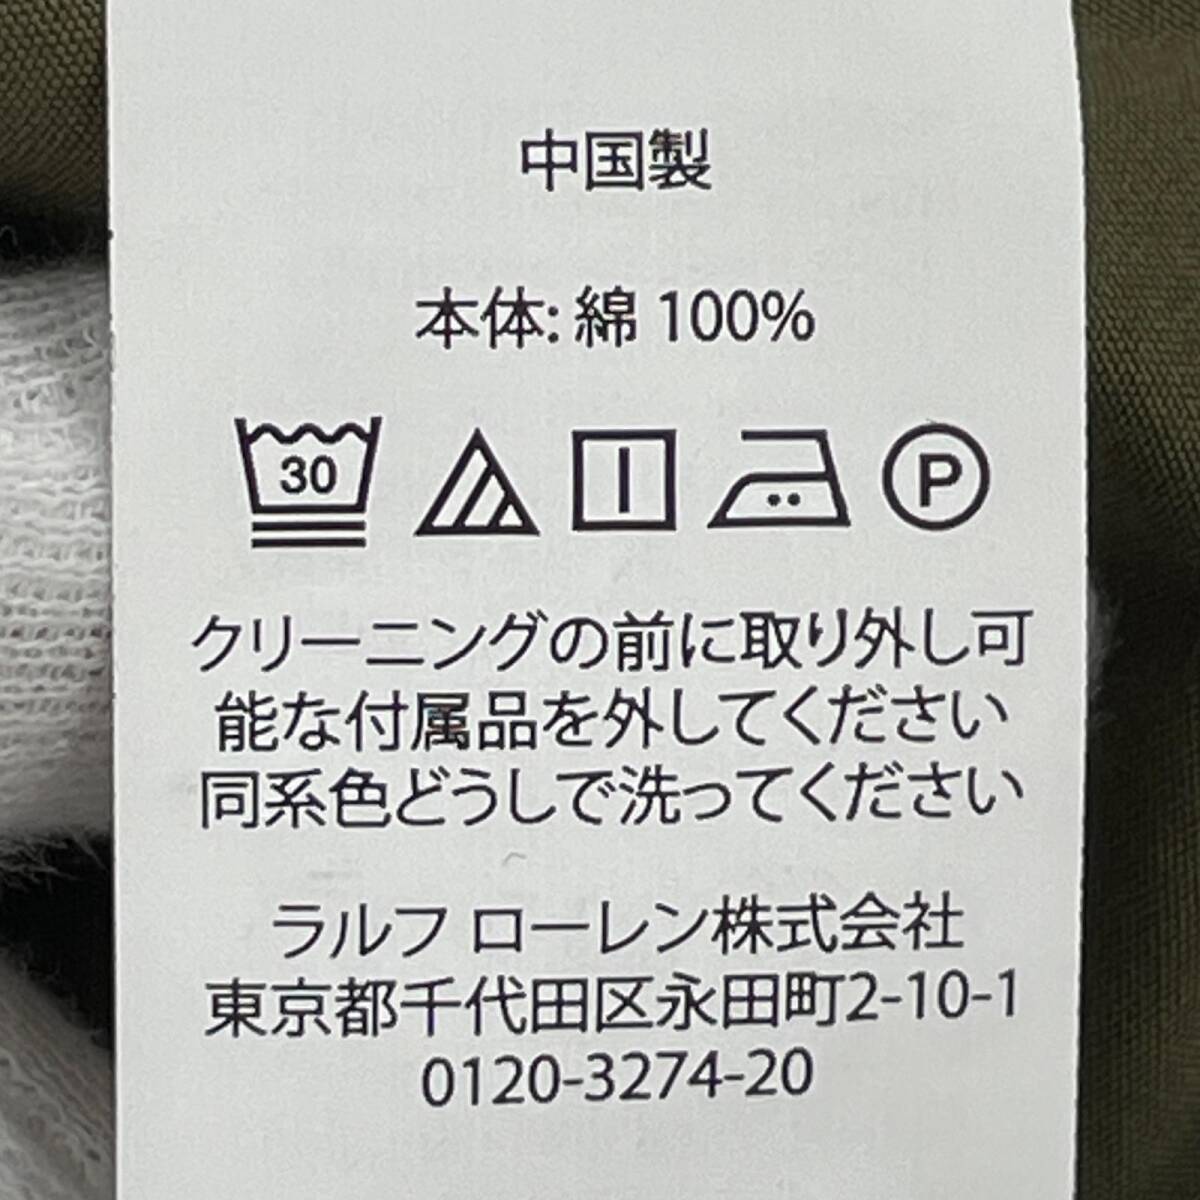 中国製
本体: 綿 100%
30 P
クリーニングの前に取り外し可
能な付属品を外してください
同系色どうしで洗ってください
ラルフ ローレン株式会社
東京都千代田区永田町2-10-1
0120-3274-20